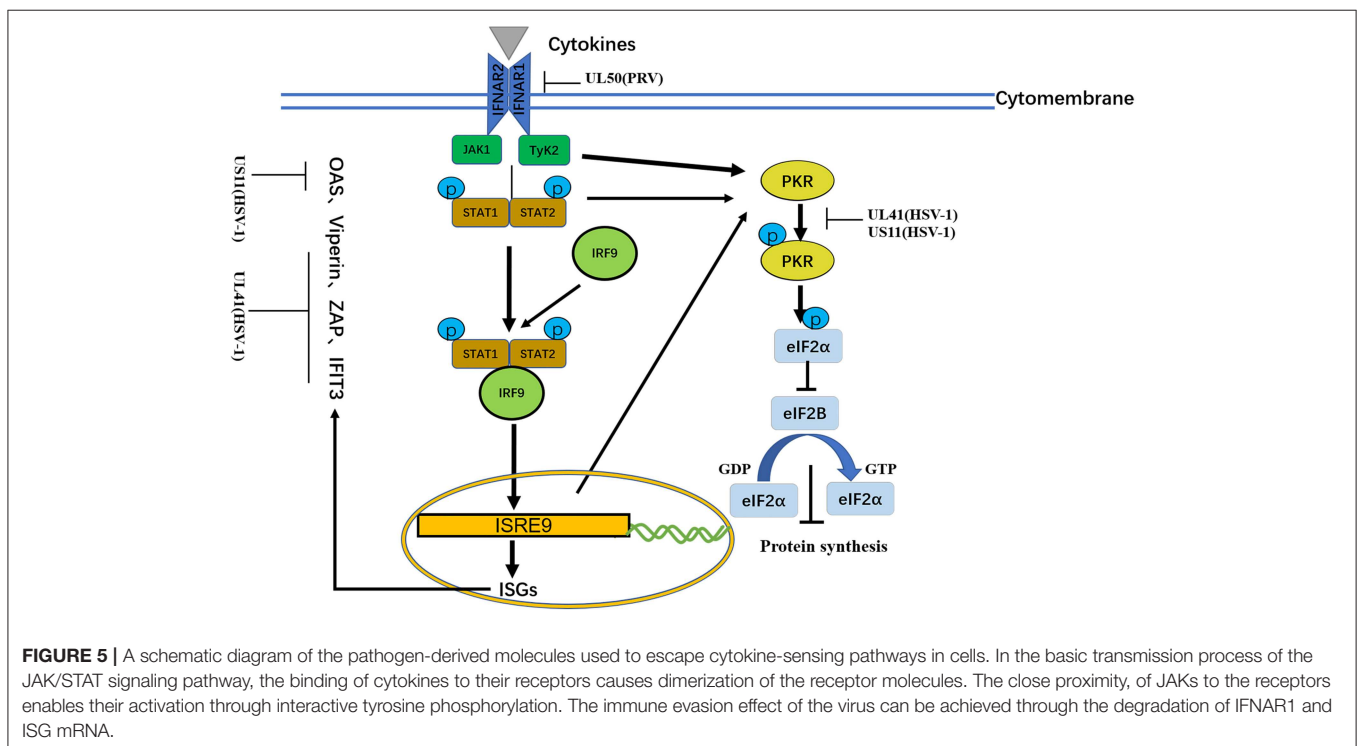 Cytokines
IFNAR2
IFNAR1
UL50(PRV)
Cytomembrane
JAK1
TyK2
US11(HSV-1)
UL41(HSV-1)
OAS、Viperin、ZAP、IFIT3
p
p
STAT1
STAT2
IRF9
p
p
STAT1
STAT2
IRF9
ISRE9
ISGs
PKR
UL41(HSV-1)
US11(HSV-1)
p
PKR
p
eIF2α
eIF2B
GDP
GTP
eIF2α
eIF2α
Protein synthesis
FIGURE 5 | A schematic diagram of the pathogen-derived molecules used to escape cytokine-sensing pathways in cells. In the basic transmission process of the
JAK/STAT signaling pathway, the binding of cytokines to their receptors causes dimerization of the receptor molecules. The close proximity, of JAKs to the receptors
enables their activation through interactive tyrosine phosphorylation. The immune evasion effect of the virus can be achieved through the degradation of IFNAR1 and
ISG mRNA.